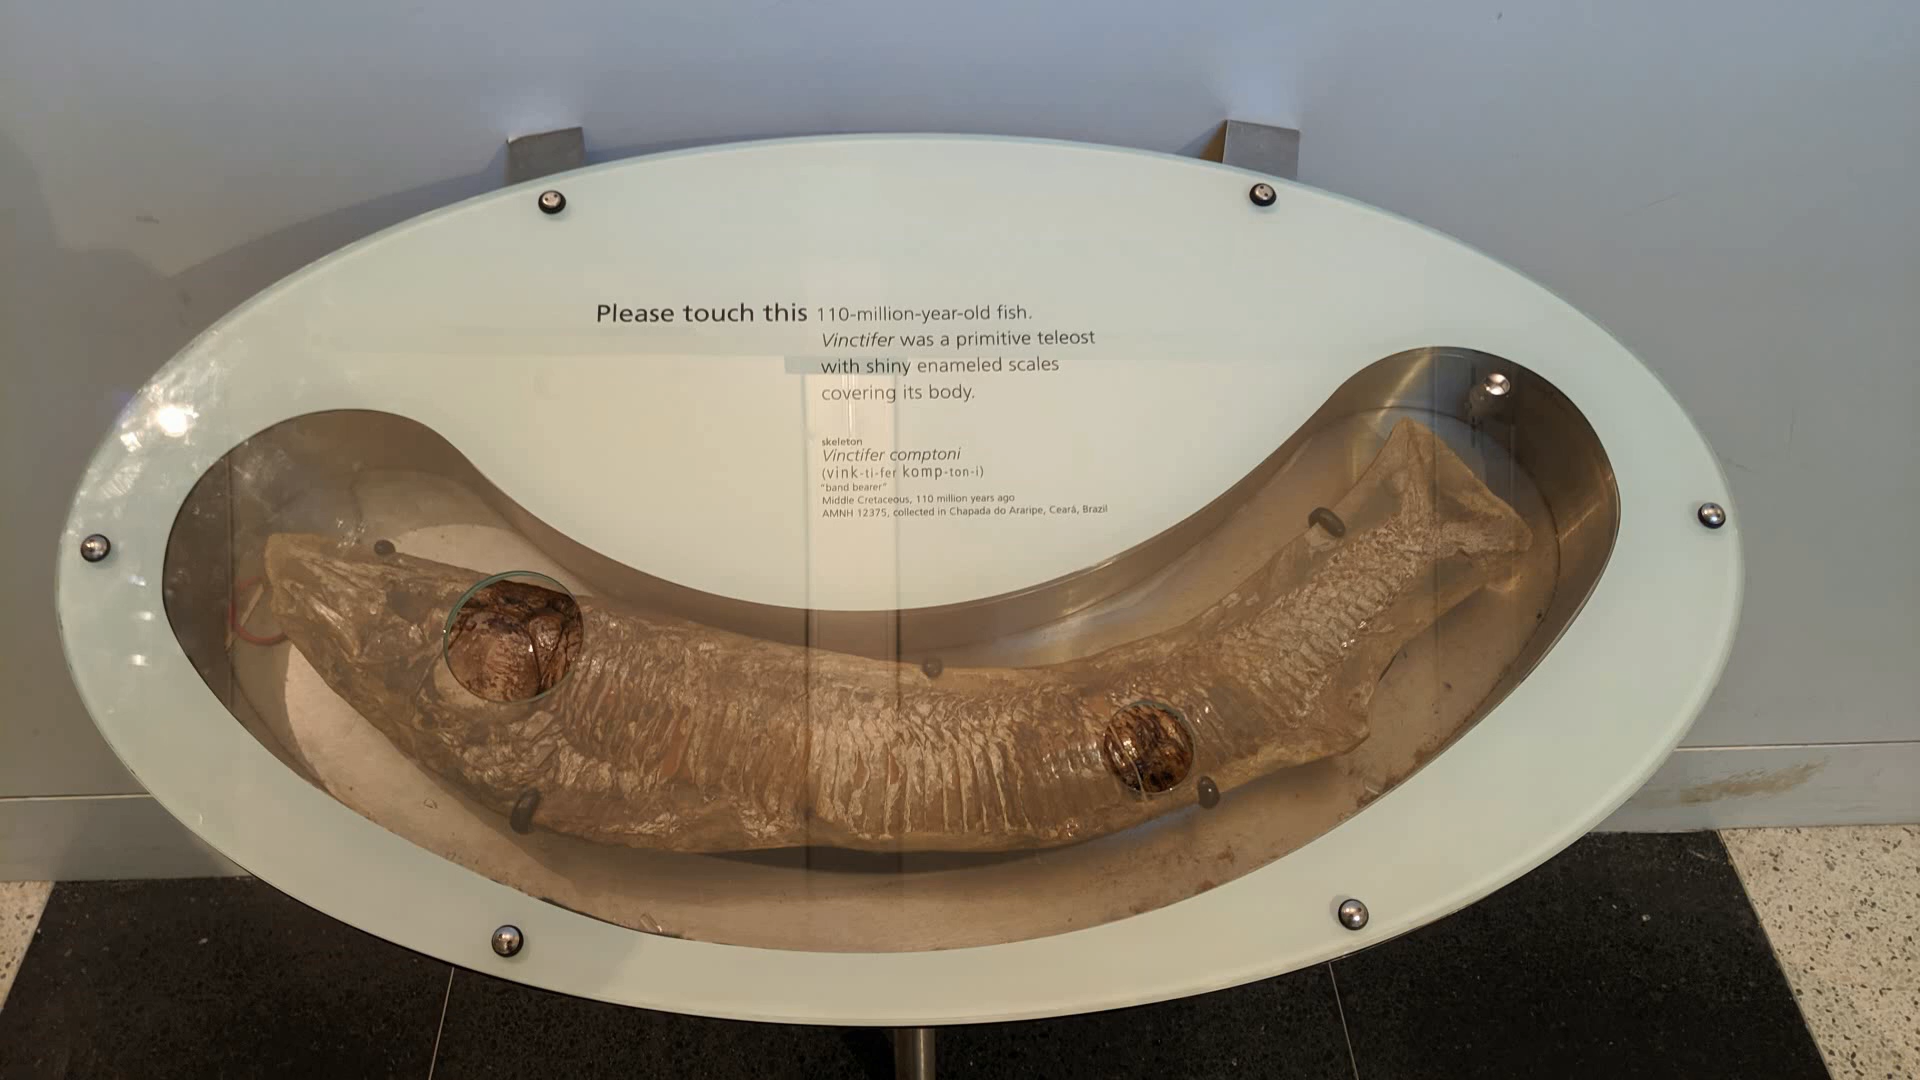 Please touch this 110-million-year-old fish.
Vinctifer was a primitive teleost
with shiny enameled scales
covering its body.
skeleton
Vinctifer comptoni
(vink-ti-fer komp-ton-i)
"band bearer"
Middle Cretaceous, 110 million years ago
AMNH 12375, collected in Chapada do Araripe, Ceará, Brazil